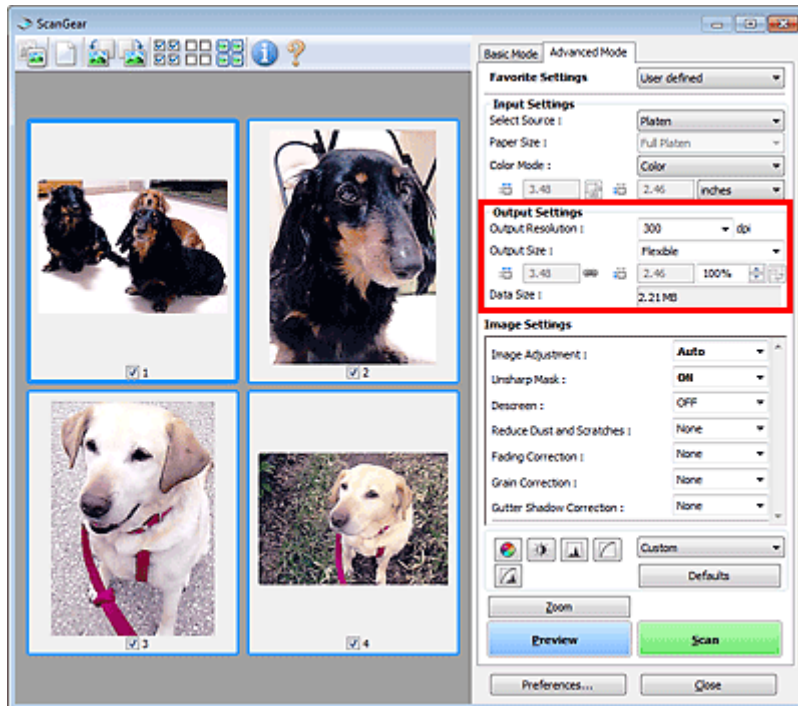 ScanGear
Basic Mode Advanced Mode
Favorite Settings User defined
Input Settings
Select Source : Platen
Paper Size : Full Platen
Color Mode : Color
3.48 2.46 inches
Output Settings
Output Resolution : 300 dpi
Output Size : Flexible
3.48 2.46 100%
Data Size : 2.21 MB
Image Settings
Image Adjustment : Auto
Unsharp Mask : ON
Descreen : OFF
Reduce Dust and Scratches : None
Fading Correction : None
Grain Correction : None
Gutter Shadow Correction : None
Custom
Defaults
Zoom
Preview Scan
Preferences... Close
1
2
3
4